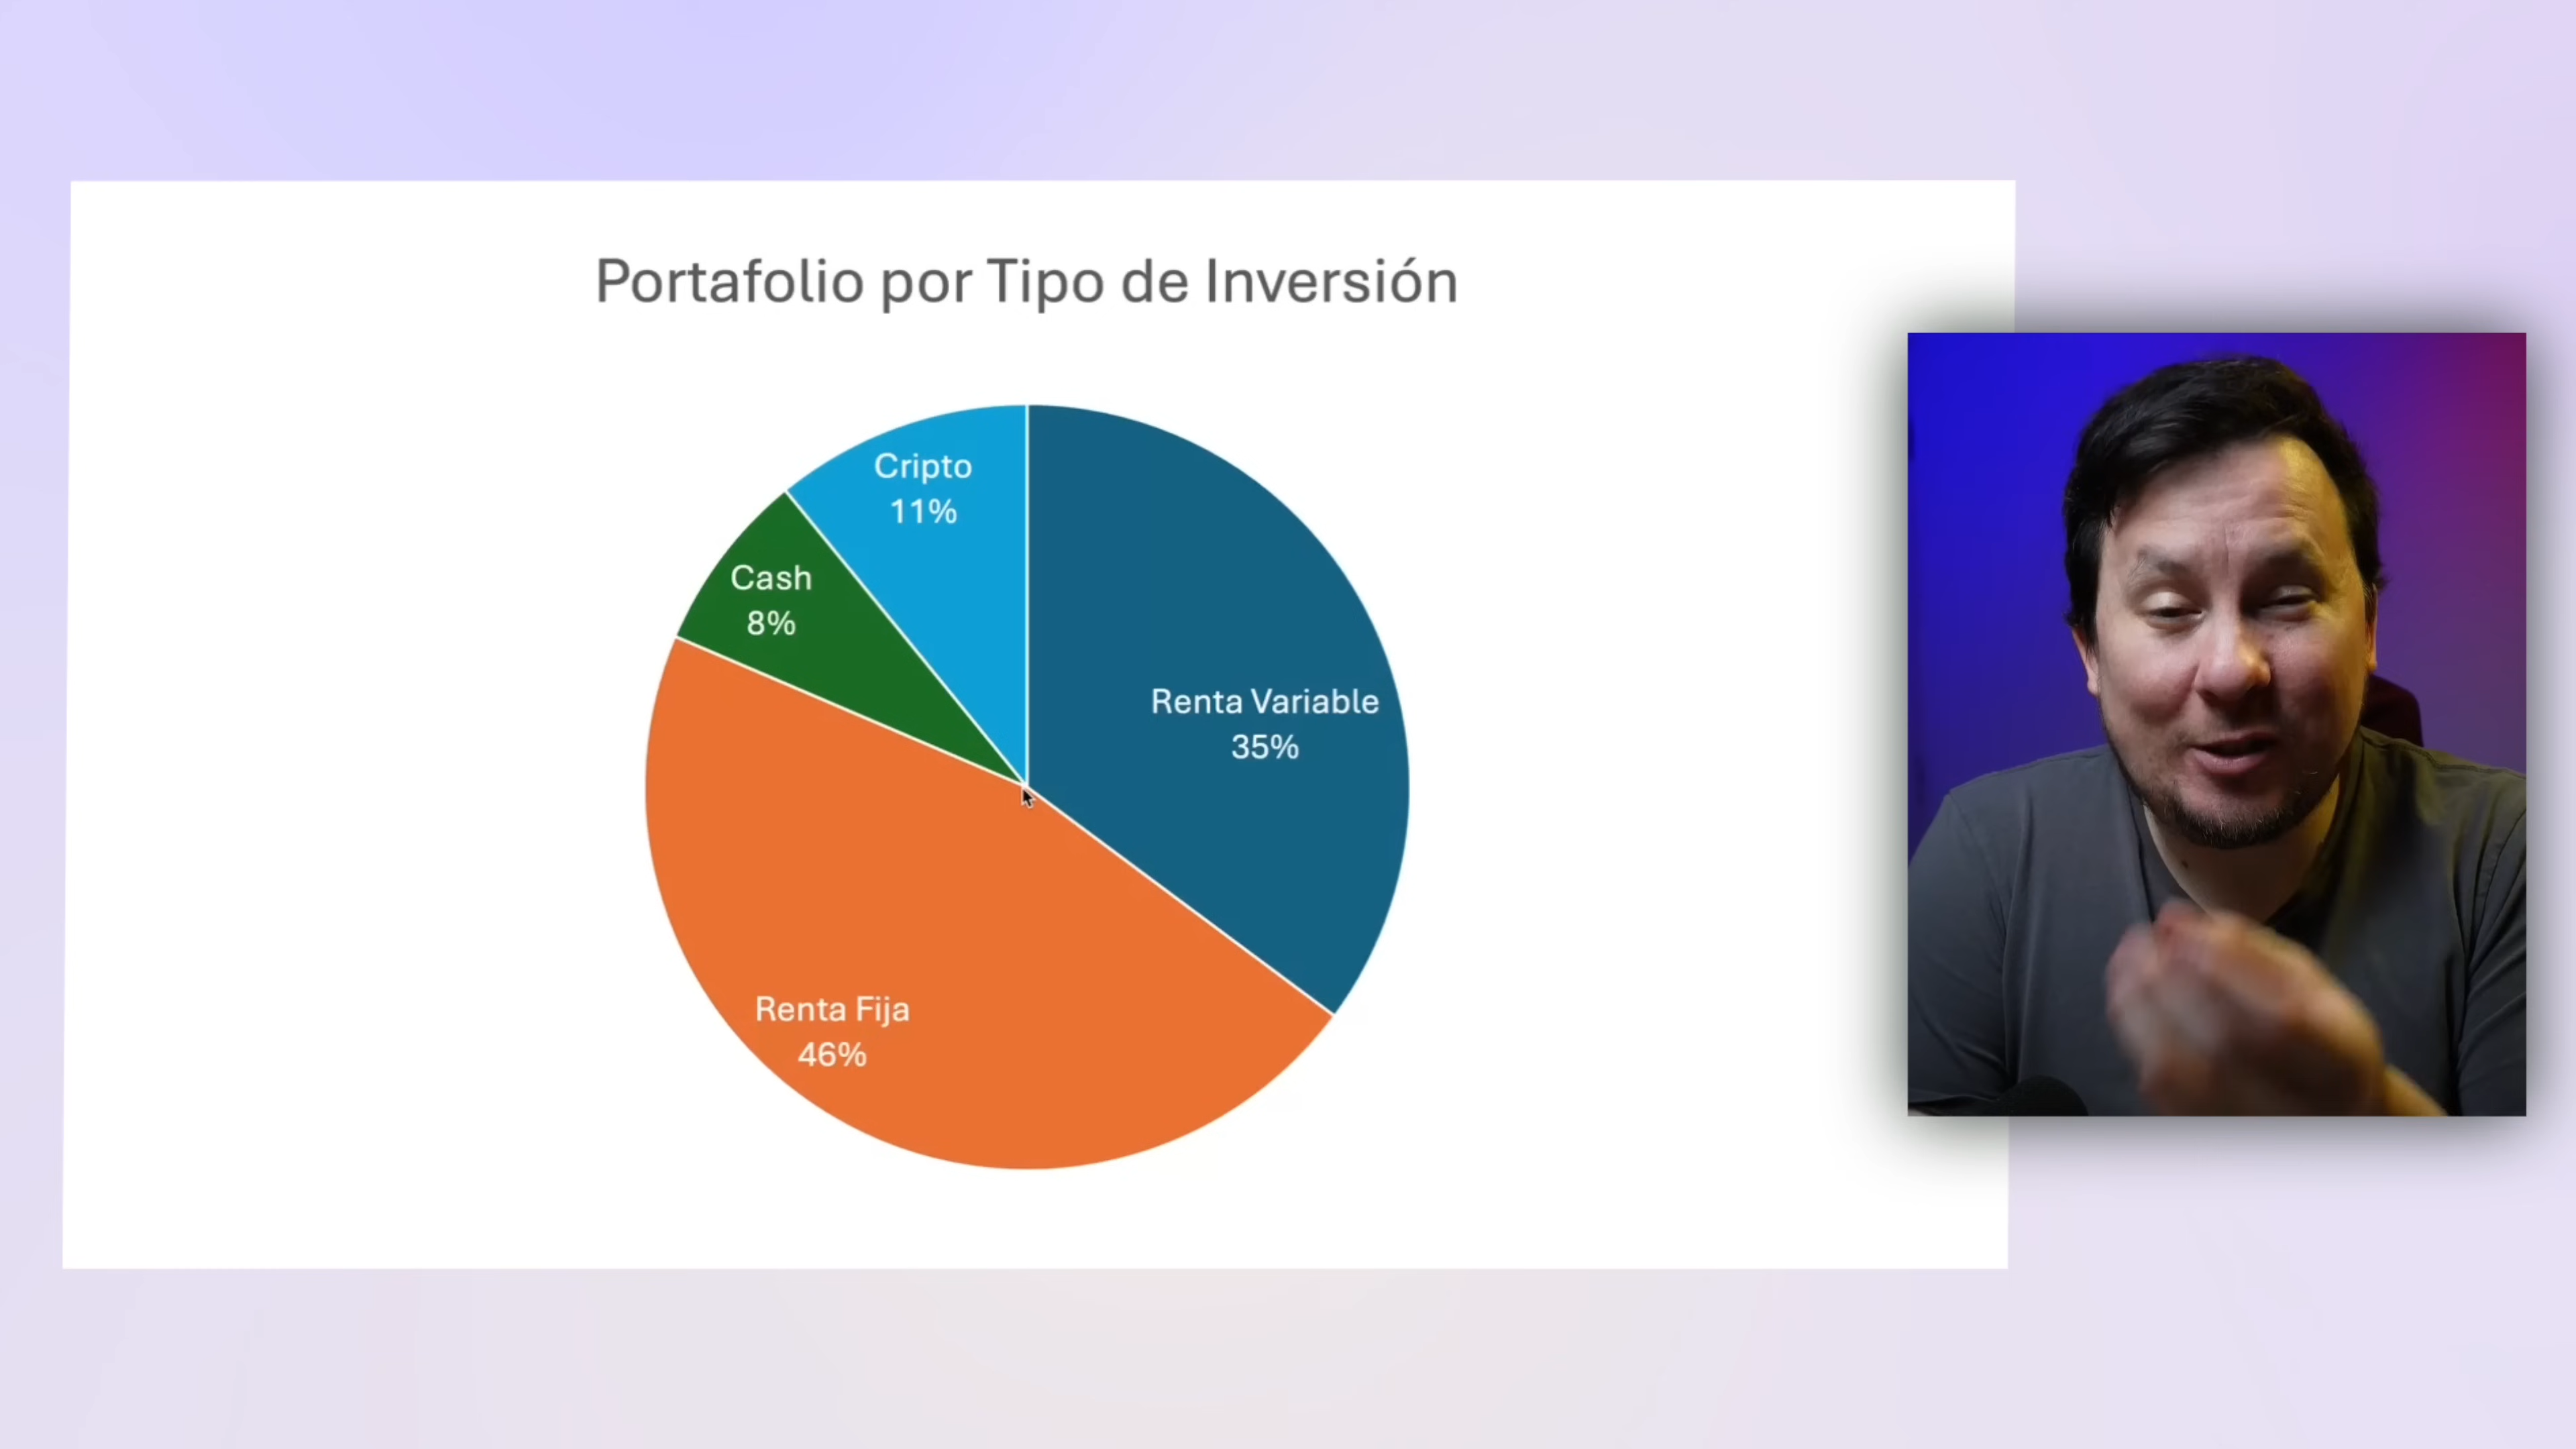 Portafolio por Tipo de Inversión
Cripto
11%
Cash
8%
Renta Variable
35%
Renta Fija
46%